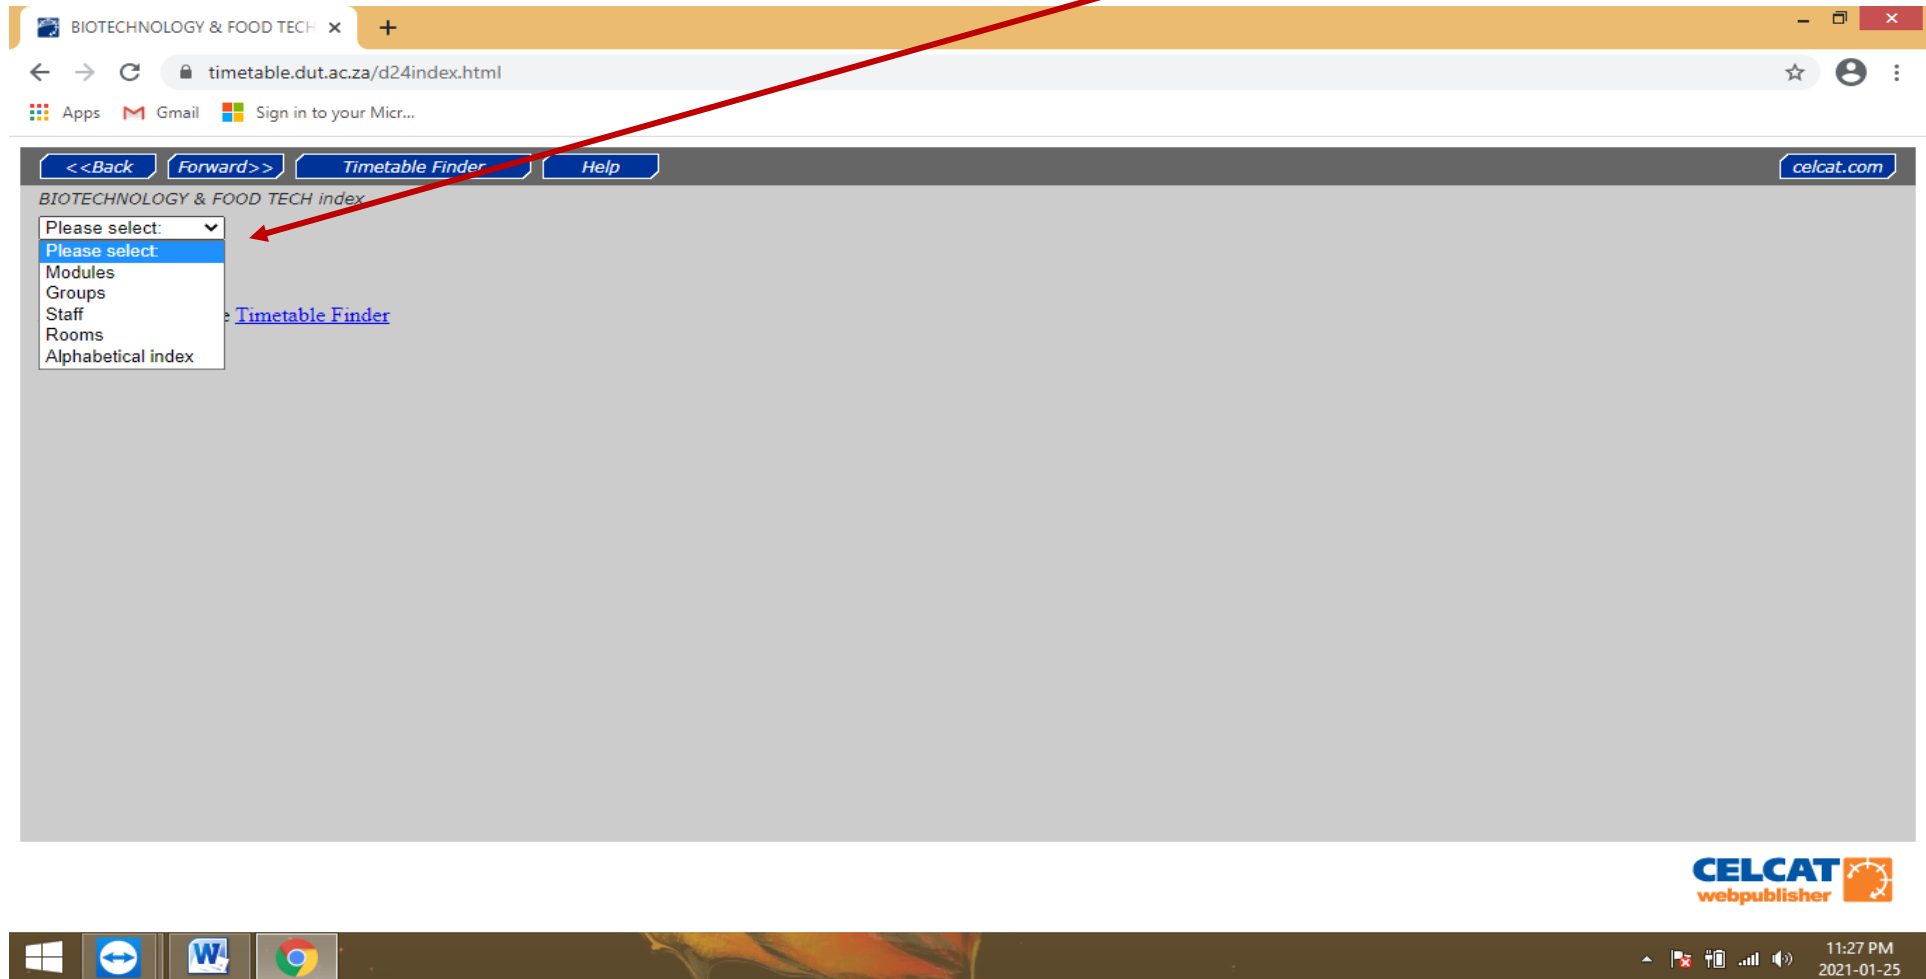 BIOTECHNOLOGY & FOOD TECH
timetable.dut.ac.za/d24index.html
Apps Gmail Sign in to your Micr...
<<Back Forward>> Timetable Finder Help celcat.com
BIOTECHNOLOGY & FOOD TECH index
Please select:
Please select:
Modules
Groups
Staff
Timetable Finder
Rooms
Alphabetical index
CELCAT
webpublisher
11:27 PM
2021-01-25